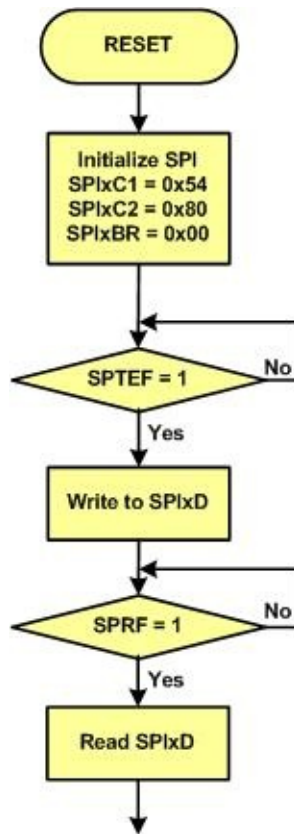 RESET
Initialize SPI
SPIxC1 = 0x54
SPIxC2 = 0x80
SPIxBR = 0x00
SPTEF = 1
No
Yes
Write to SPIxD
SPRF = 1
No
Yes
Read SPIxD